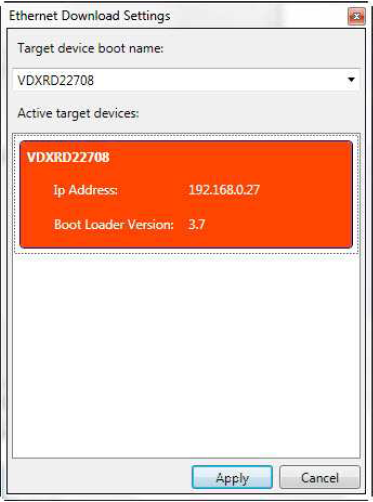 Ethernet Download Settings
Target device boot name:
VDXRD22708
Active target devices:
VDXRD22708
Ip Address: 192.168.0.27
Boot Loader Version: 3.7
Apply Cancel